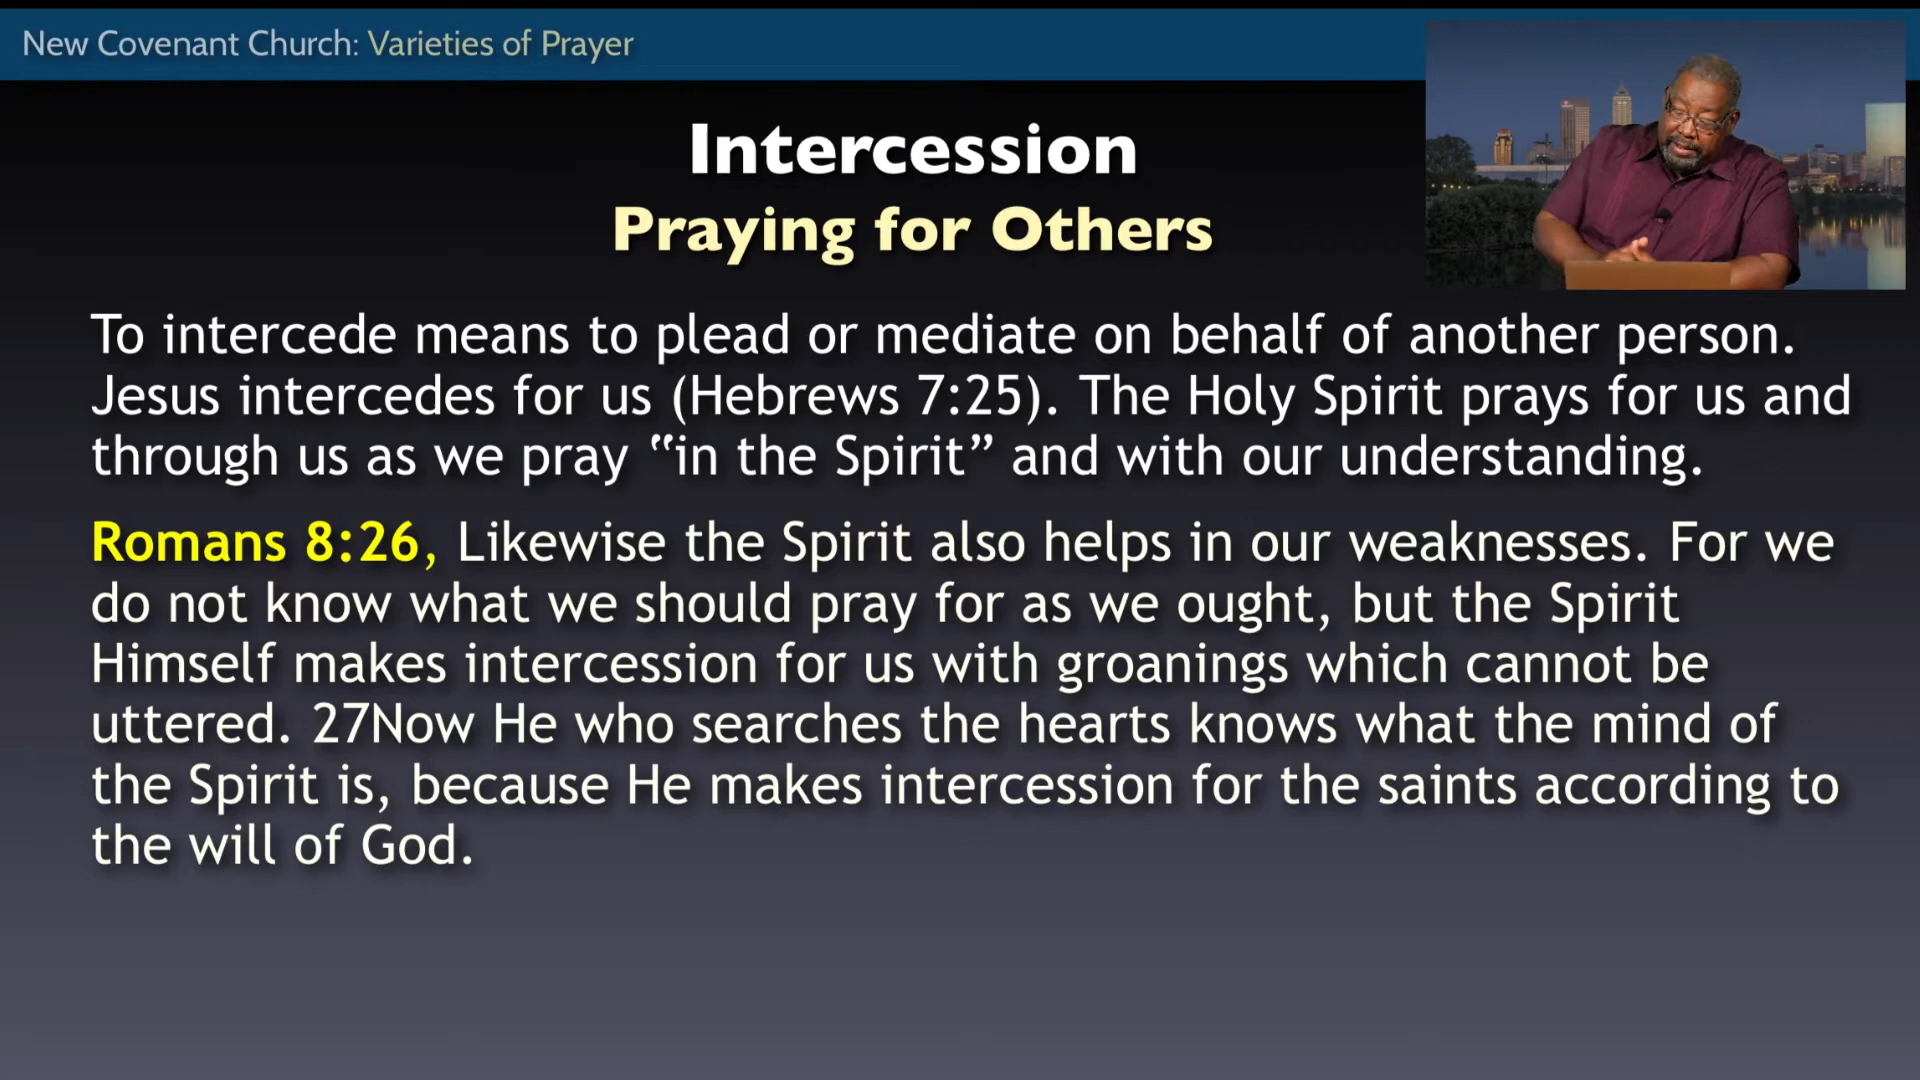 New Covenant Church: Varieties of Prayer
Intercession
Praying for Others
To intercede means to plead or mediate on behalf of another person.
Jesus intercedes for us (Hebrews 7:25). The Holy Spirit prays for us and
through us as we pray “in the Spirit” and with our understanding.
Romans 8:26, Likewise the Spirit also helps in our weaknesses. For we
do not know what we should pray for as we ought, but the Spirit
Himself makes intercession for us with groanings which cannot be
uttered. 27Now He who searches the hearts knows what the mind of
the Spirit is, because He makes intercession for the saints according to
the will of God.